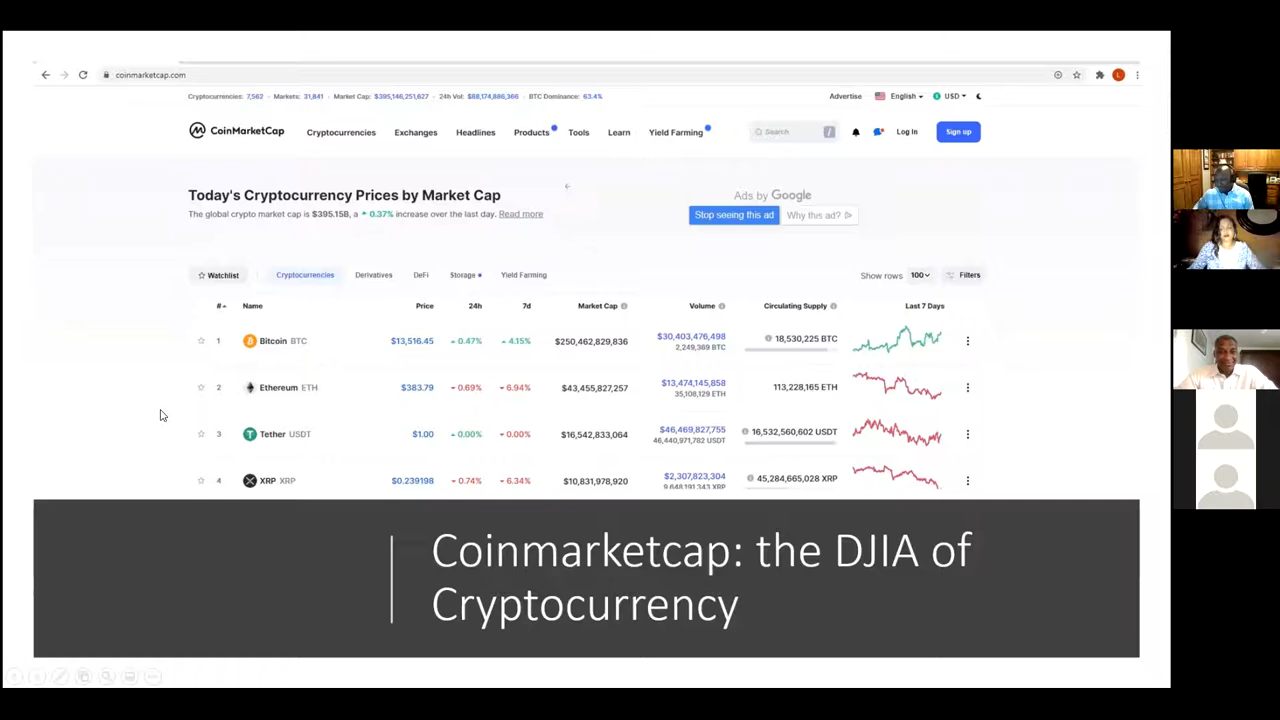 coinmarketcap.com
L
Cryptocurrencies: 7,562 Markets: 31,841 Market Cap: $395,146,251,627 24h Vol: $88,174,886,366 BTC Dominance: 63.4%
Advertise English USD
CoinMarketCap Cryptocurrencies Exchanges Headlines Products Tools Learn Yield Farming Search / Log In Sign up
Today's Cryptocurrency Prices by Market Cap
The global crypto market cap is $395.15B, a 0.37% increase over the last day. Read more
Ads by Google
Stop seeing this ad Why this ad?
Watchlist Cryptocurrencies Derivatives DeFi Storage Yield Farming Show rows 100 Filters
# Name Price 24h 7d Market Cap Volume Circulating Supply Last 7 Days
1 Bitcoin BTC $13,516.45 0.47% 4.15% $250,462,829,836 $30,403,476,498 18,530,225 BTC
2,249,369 BTC
2 Ethereum ETH $383.79 0.69% 6.94% $43,455,827,257 $13,474,145,858 113,228,165 ETH
35,108,129 ETH
3 Tether USDT $1.00 0.00% 0.00% $16,542,833,064 $46,469,827,755 16,532,560,602 USDT
46,440,971,782 USDT
4 XRP XRP $0.239198 0.74% 6.34% $10,831,978,920 $2,307,823,304 45,284,665,028 XRP
9,648,191,343 XRP
Coinmarketcap: the DJIA of
Cryptocurrency